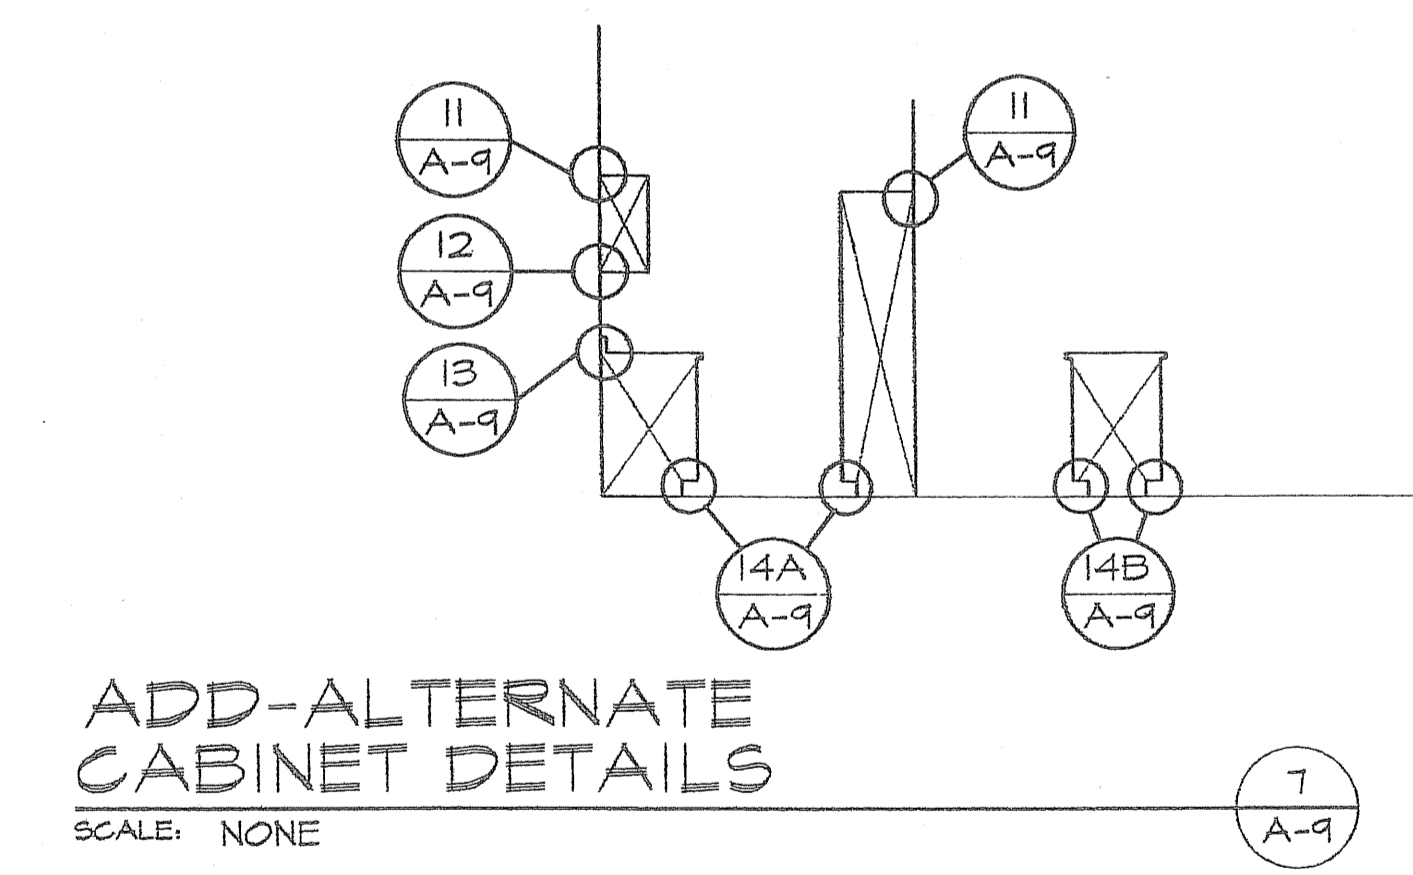 11
A-9
11
A-9
12
A-9
13
A-9
14A
A-9
14B
A-9
ADD-ALTERNATE
CABINET DETAILS
SCALE: NONE
7
A-9